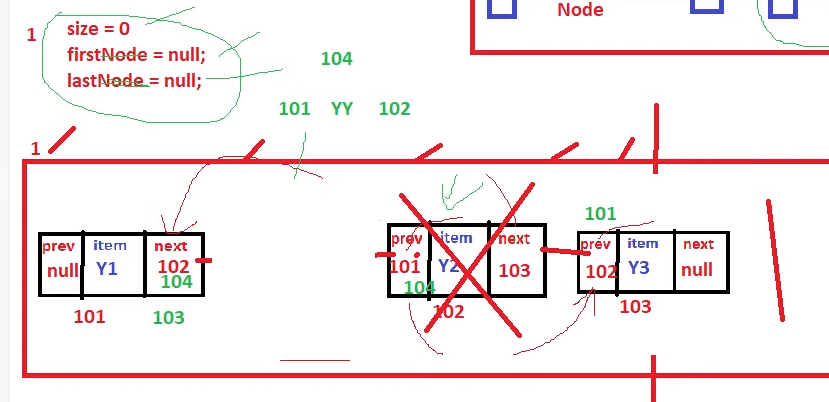 Node
1
size = 0
firstNode = null;
lastNode = null;
104
101 YY 102
1
101
prev item next
null Y1 102
104
101 103
prev item next
101 Y2 103
104
102
prev item next
102 Y3 null
103